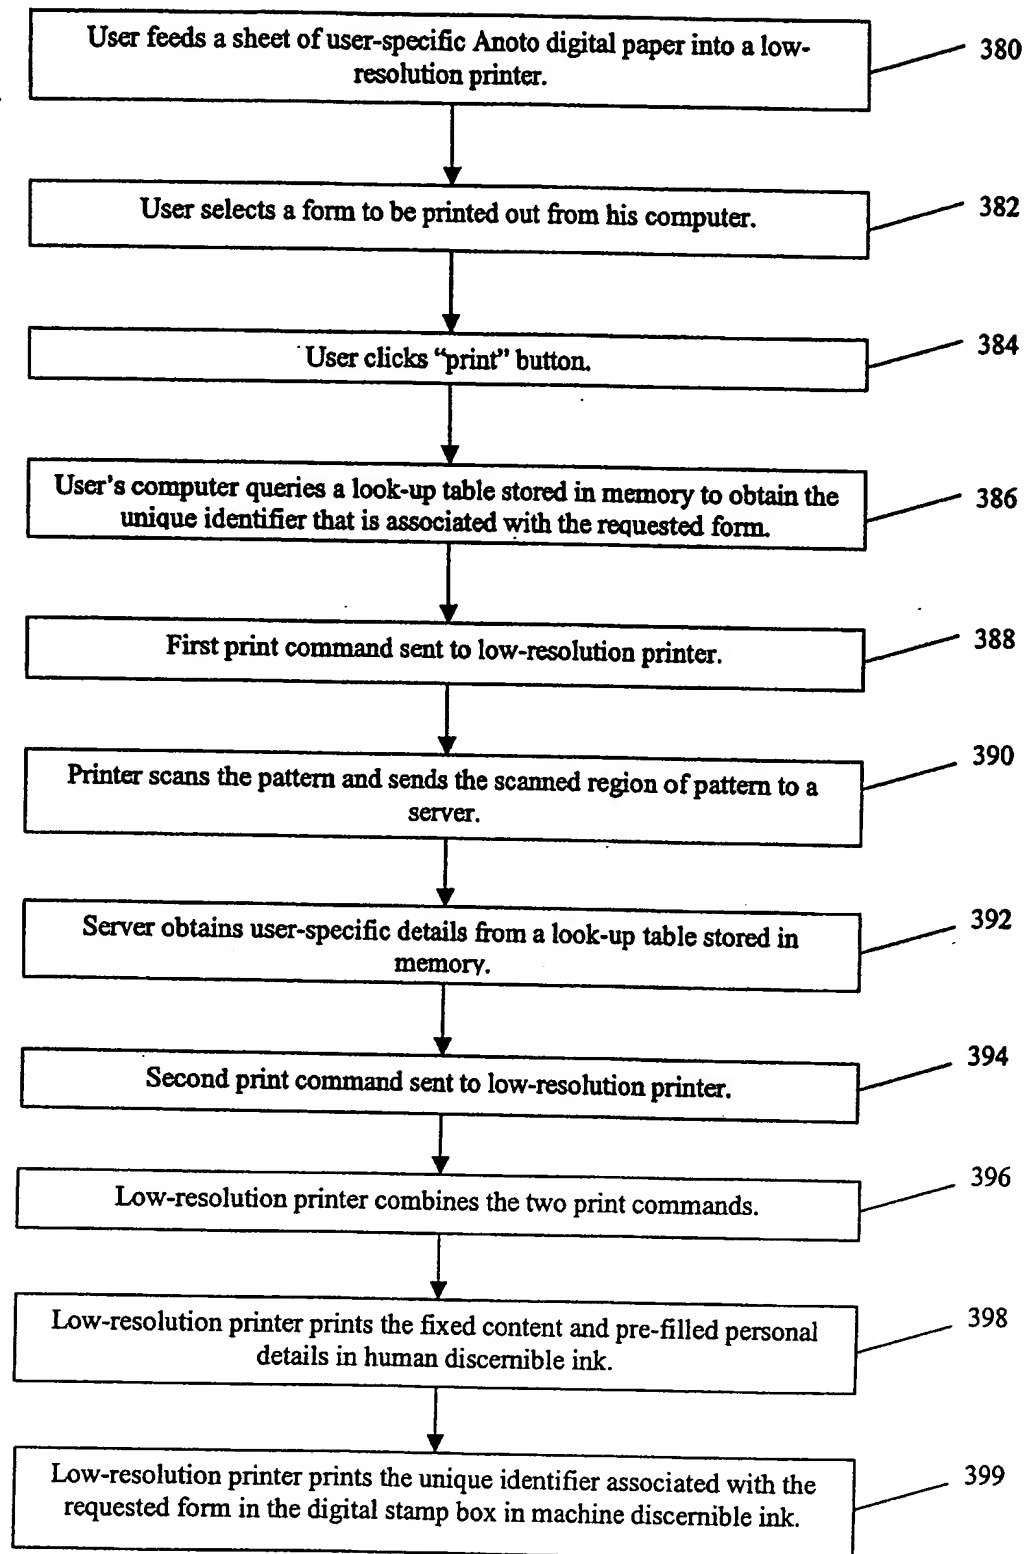 User feeds a sheet of user-specific Anoto digital paper into a low-
resolution printer.
380
User selects a form to be printed out from his computer.
382
User clicks “print” button.
384
User's computer queries a look-up table stored in memory to obtain the
unique identifier that is associated with the requested form.
386
First print command sent to low-resolution printer.
388
Printer scans the pattern and sends the scanned region of pattern to a
server.
390
Server obtains user-specific details from a look-up table stored in
memory.
392
Second print command sent to low-resolution printer.
394
Low-resolution printer combines the two print commands.
396
Low-resolution printer prints the fixed content and pre-filled personal
details in human discernible ink.
398
Low-resolution printer prints the unique identifier associated with the
requested form in the digital stamp box in machine discernible ink.
399